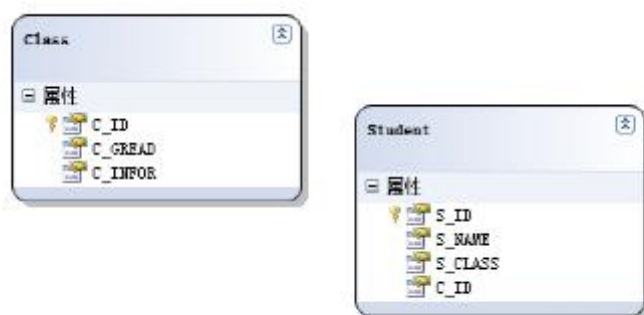 Class
属性
C_ID
C_GREAD
C_INFOR
Student
属性
S_ID
S_NAME
S_CLASS
C_ID